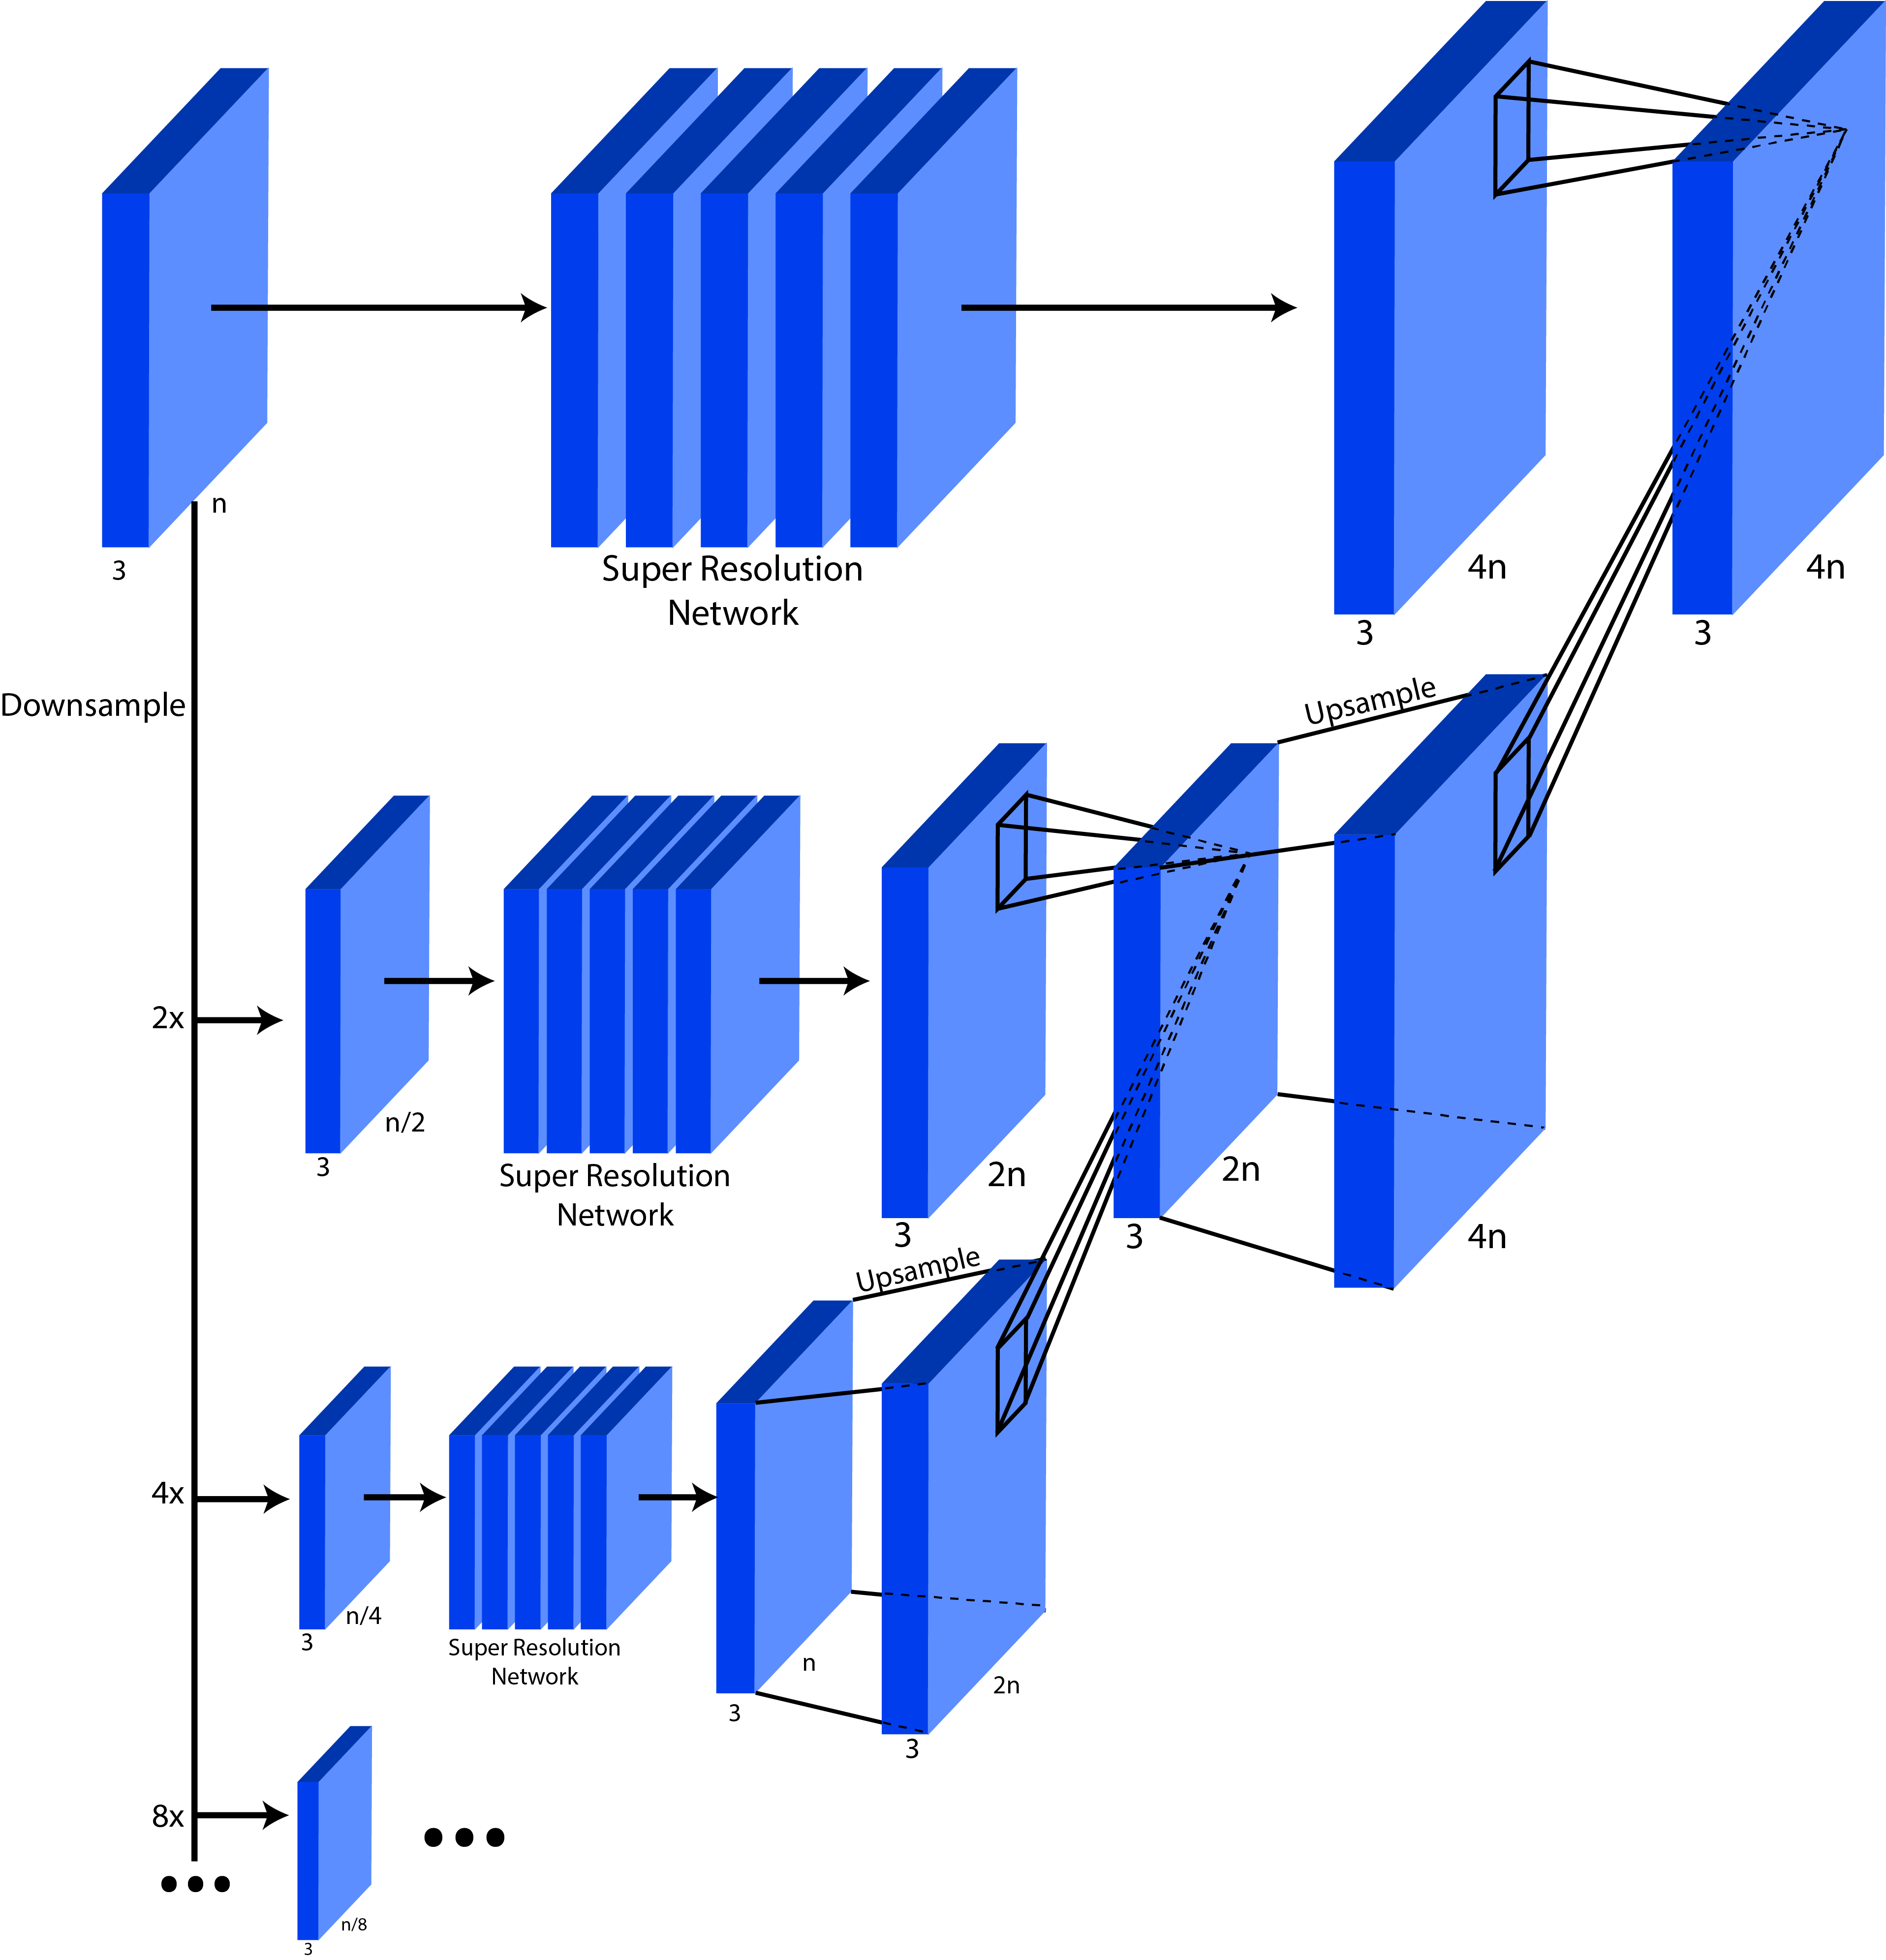 n
3
Super Resolution
Network
4n
3
4n
3
Downsample
Upsample
2x
n/2
3
Super Resolution
Network
2n
3
2n
3
4n
Upsample
4x
n/4
3
Super Resolution
Network
n
3
2n
3
8x
n/8
3